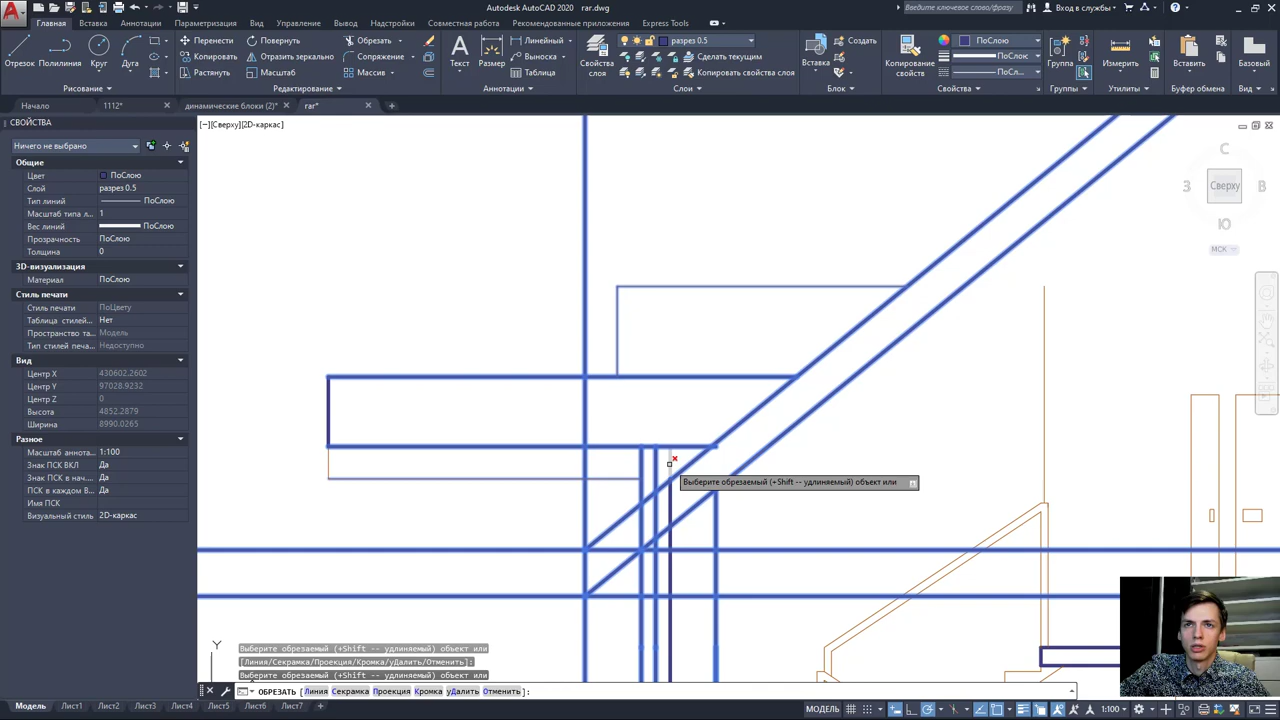 Autodesk AutoCAD 2020 rar.dwg
Введите ключевое слово/фразу
Вход в службы
Главная Вставка Аннотации Параметризация Вид Управление Вывод Надстройки Совместная работа Рекомендованные приложения Express Tools
Отрезок Полилиния Круг Дуга
Перенести Повернуть Обрезать
Копировать Отразить зеркально Сопряжение
Растянуть Масштаб Массив
Текст Размер
Линейный
Выноска
Таблица
Свойства слоя
разрез 0.5
Сделать текущим
Копировать свойства слоя
Вставка
Создать
Копирование свойств
ПоСлою
ПоСлою
ПоСл...
Группа Измерить Вставить Базовый
Рисование Редактирование Аннотации Слои Блок Свойства Группы Утилиты Буфер обмена Вид
Начало 1112* динамические блоки (2)* rar*
СВОЙСТВА
[−][Сверху][2D-каркас]
Ничего не выбрано
Общие
Цвет ПоСлою
Слой разрез 0.5
Тип линий ПоСлою
Масштаб типа л... 1
Вес линий ПоСлою
Прозрачность ПоСлою
Толщина 0
3D-визуализация
Материал ПоСлою
Стиль печати
Стиль печати ПоЦвету
Таблица стилей... Нет
Пространство та... Модель
Тип стилей печа... Недоступно
Вид
Центр X 430602.2602
Центр Y 97028.9232
Центр Z 0
Высота 4852.2879
Ширина 8990.0265
Разное
Масштаб аннота... 1:100
Знак ПСК ВКЛ Да
Знак ПСК в нач.... Да
ПСК в каждом В... Да
Имя ПСК
Визуальный стиль 2D-каркас
С
З Сверху В
Ю
МСК
Выберите обрезаемый (+Shift -- удлиняемый) объект или
Y
Выберите обрезаемый (+Shift -- удлиняемый) объект или
[Линия/Секрамка/Проекция/Кромка/уДалить/Отменить]:
Выберите обрезаемый (+Shift -- удлиняемый) объект или
ОБРЕЗАТЬ [Линия Секрамка Проекция Кромка уДалить Отменить]:
Модель Лист1 Лист2 Лист3 Лист4 Лист5 Лист6 Лист7
МОДЕЛЬ 1:100